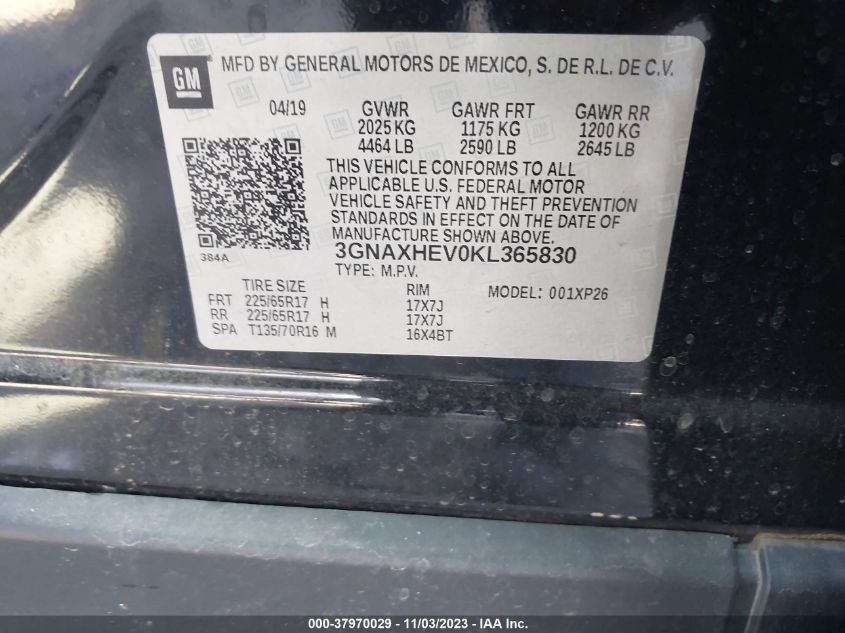 GM
MFD BY GENERAL MOTORS DE MEXICO, S. DE R.L. DE C.V.
04/19 GVWR GAWR FRT GAWR RR
2025 KG 1175 KG 1200 KG
4464 LB 2590 LB 2645 LB
THIS VEHICLE CONFORMS TO ALL
APPLICABLE U.S. FEDERAL MOTOR
VEHICLE SAFETY AND THEFT PREVENTION
STANDARDS IN EFFECT ON THE DATE OF
MANUFACTURE SHOWN ABOVE.
384A
3GNAXHEV0KL365830
TYPE: M.P.V.
TIRE SIZE RIM MODEL: 001XP26
FRT 225/65R17 H 17X7J
RR 225/65R17 H 17X7J
SPA T135/70R16 M 16X4BT
000-37970029 - 11/03/2023 - IAAI.com